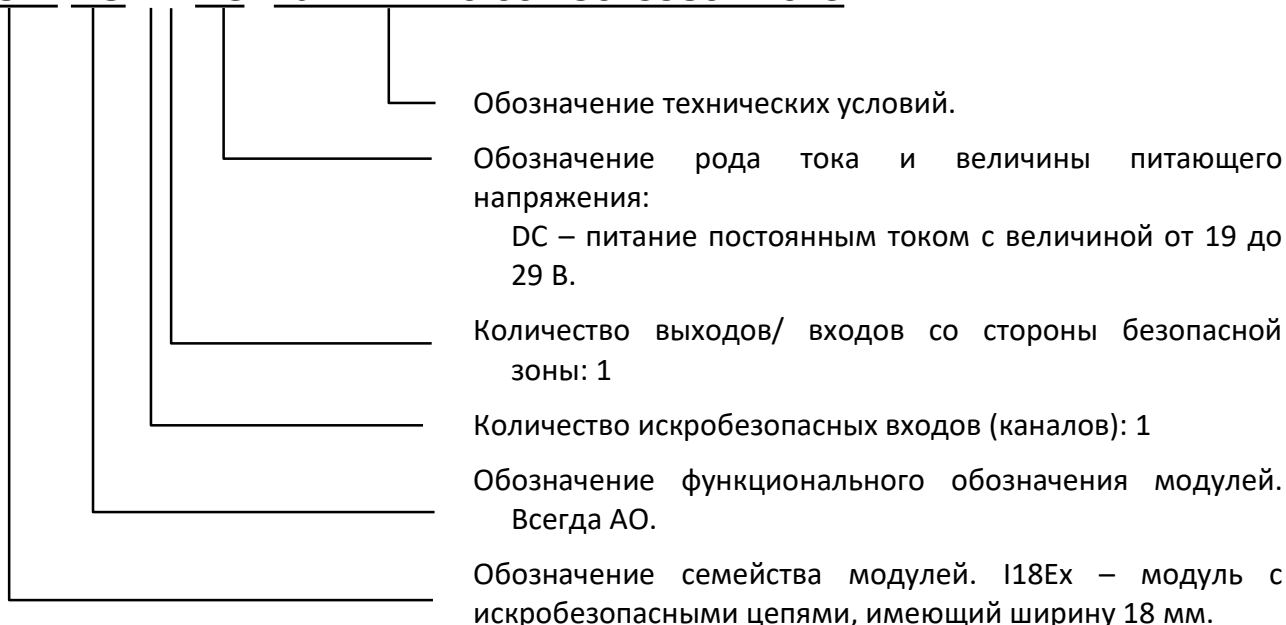 Обозначение технических условий.
Обозначение рода тока и величины питающего
напряжения:
DC – питание постоянным током с величиной от 19 до
29 В.
Количество выходов/ входов со стороны безопасной
зоны: 1
Количество искробезопасных входов (каналов): 1
Обозначение функционального обозначения модулей.
Всегда АО.
Обозначение семейства модулей. I18Ex – модуль с
искробезопасными цепями, имеющий ширину 18 мм.